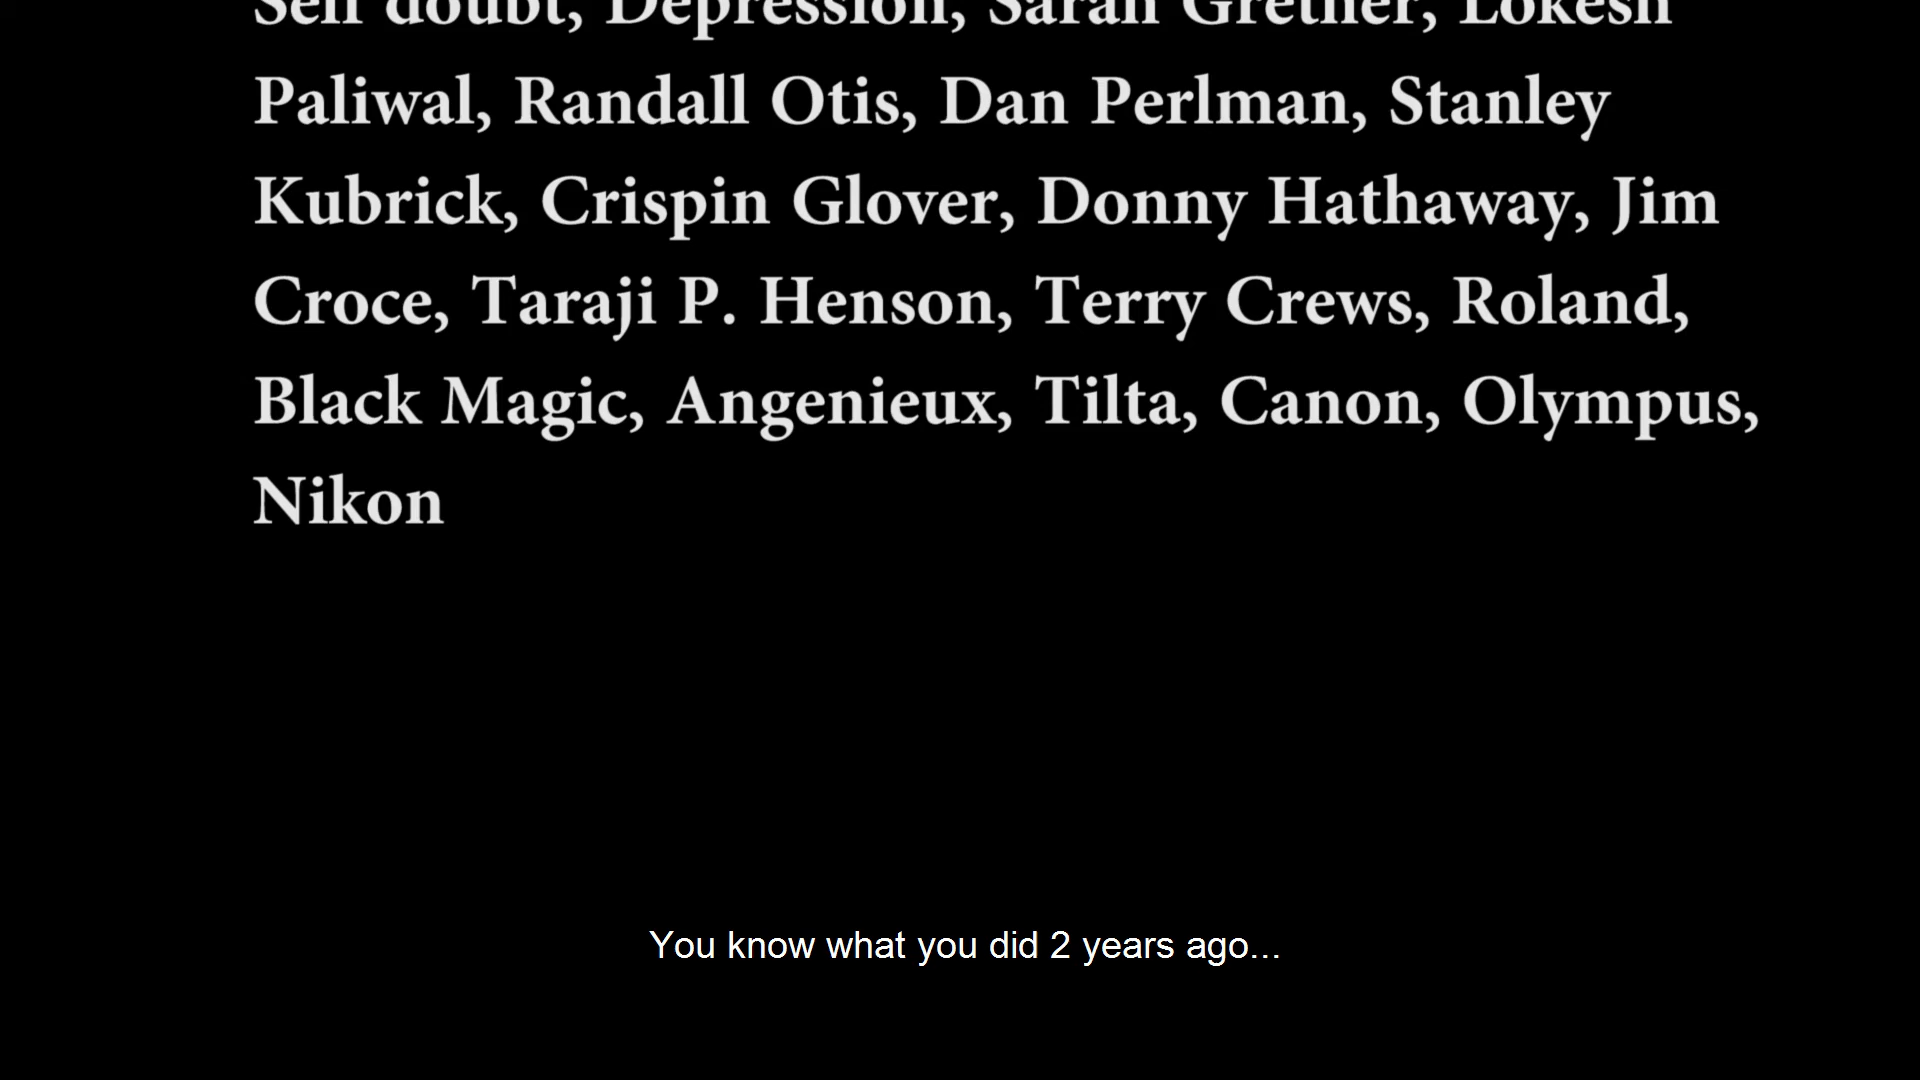 Self doubt, Depression, Sarah Grether, Lokesh
Paliwal, Randall Otis, Dan Perlman, Stanley
Kubrick, Crispin Glover, Donny Hathaway, Jim
Croce, Taraji P. Henson, Terry Crews, Roland,
Black Magic, Angenieux, Tilta, Canon, Olympus,
Nikon
You know what you did 2 years ago...